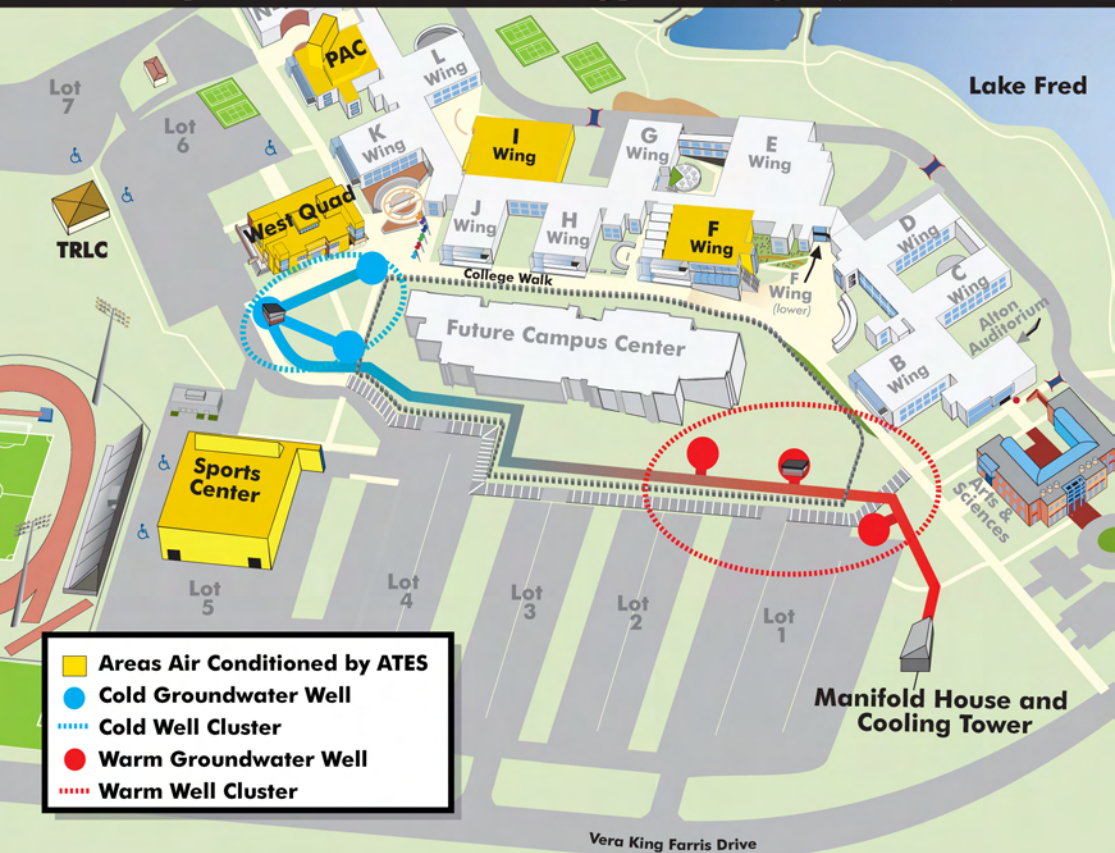 Lake Fred
PAC
L
Wing
Lot
7
Lot
6
K
Wing
I
Wing
G
Wing
E
Wing
TRLC
West Quad
J
Wing
H
Wing
F
Wing
D
Wing
C
Wing
College Walk
F
Wing
(lower)
Alton
Auditorium
Future Campus Center
B
Wing
Sports
Center
Arts &
Sciences
Lot
5
Lot
4
Lot
3
Lot
2
Lot
1
Areas Air Conditioned by ATES
Cold Groundwater Well
Cold Well Cluster
Warm Groundwater Well
Warm Well Cluster
Manifold House and
Cooling Tower
Vera King Farris Drive